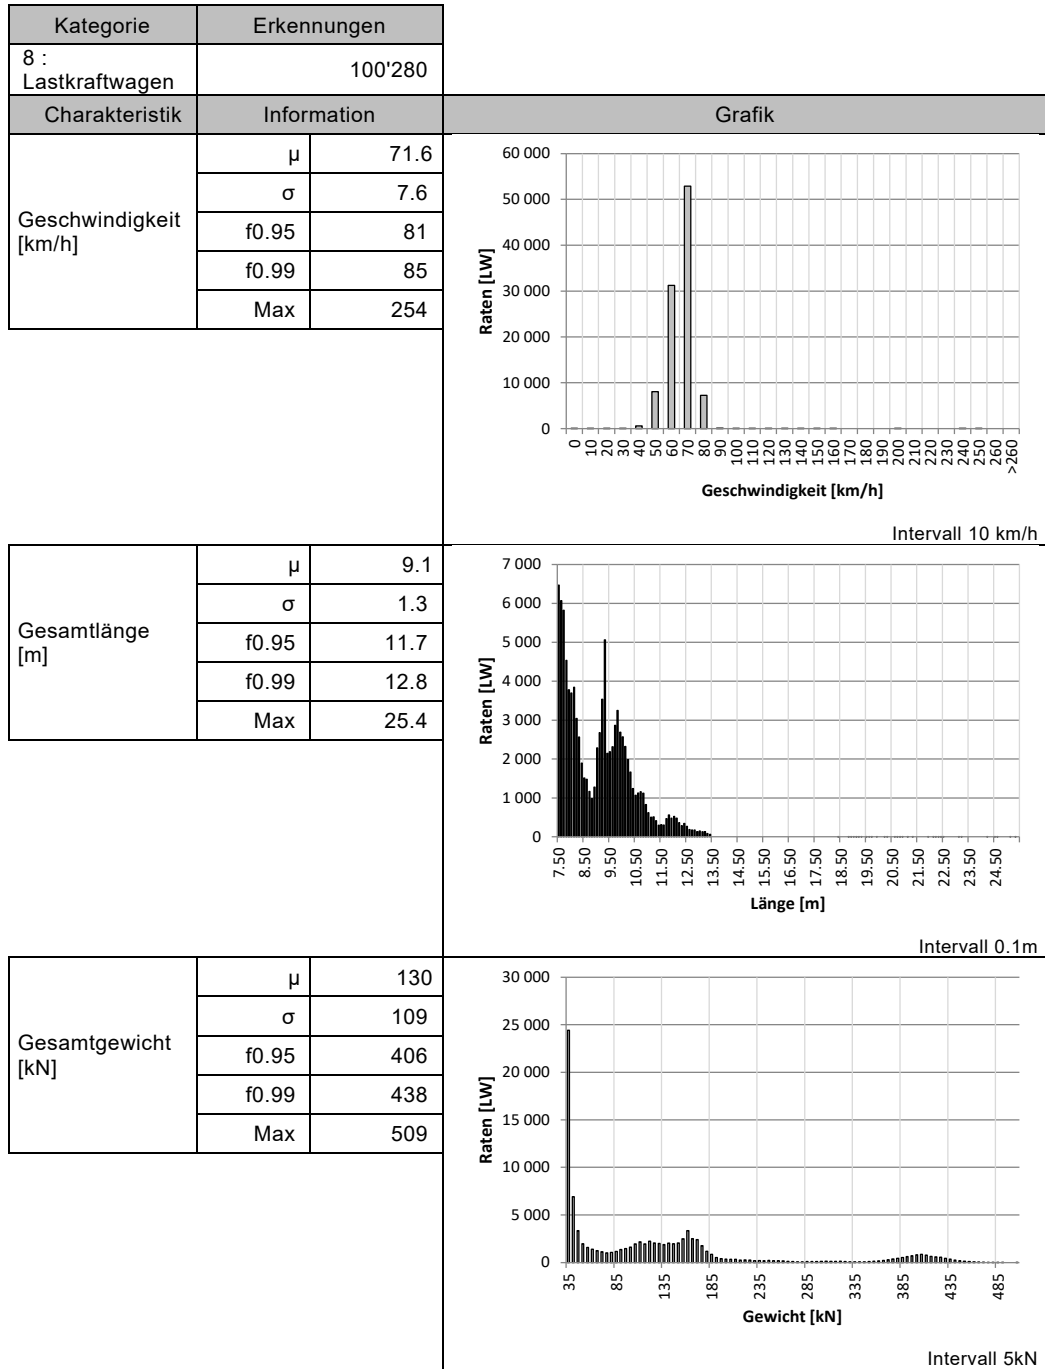 Kategorie Erkennungen
8 :
Lastkraftwagen 100'280
Charakteristik Information Grafik
Geschwindigkeit
[km/h]
μ 71.6
σ 7.6
f0.95 81
f0.99 85
Max 254
60 000
50 000
40 000
30 000
20 000
10 000
0
Raten [LW]
0 10 20 30 40 50 60 70 80 90 100 110 120 130 140 150 160 170 180 190 200 210 220 230 240 250 260 >260
Geschwindigkeit [km/h]
Intervall 10 km/h
Gesamtlänge
[m]
μ 9.1
σ 1.3
f0.95 11.7
f0.99 12.8
Max 25.4
7 000
6 000
5 000
4 000
3 000
2 000
1 000
0
Raten [LW]
7.50 8.50 9.50 10.50 11.50 12.50 13.50 14.50 15.50 16.50 17.50 18.50 19.50 20.50 21.50 22.50 23.50 24.50
Länge [m]
Intervall 0.1m
Gesamtgewicht
[kN]
μ 130
σ 109
f0.95 406
f0.99 438
Max 509
30 000
25 000
20 000
15 000
10 000
5 000
0
Raten [LW]
35 85 135 185 235 285 335 385 435 485
Gewicht [kN]
Intervall 5kN